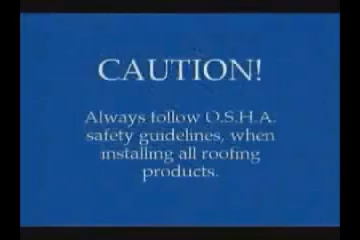 CAUTION!
Always follow O.S.H.A.
safety guidelines, when
installing all roofing
products.